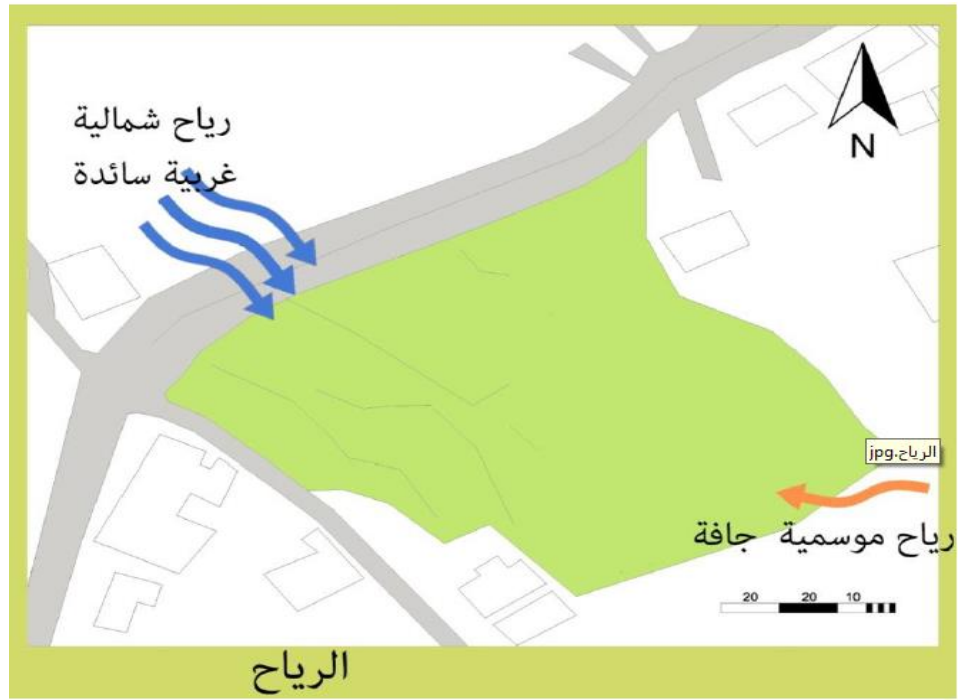 رياح شمالية
غربية سائدة
N
الرياح.jpg
رياح موسمية جافة
20 20 10
الرياح